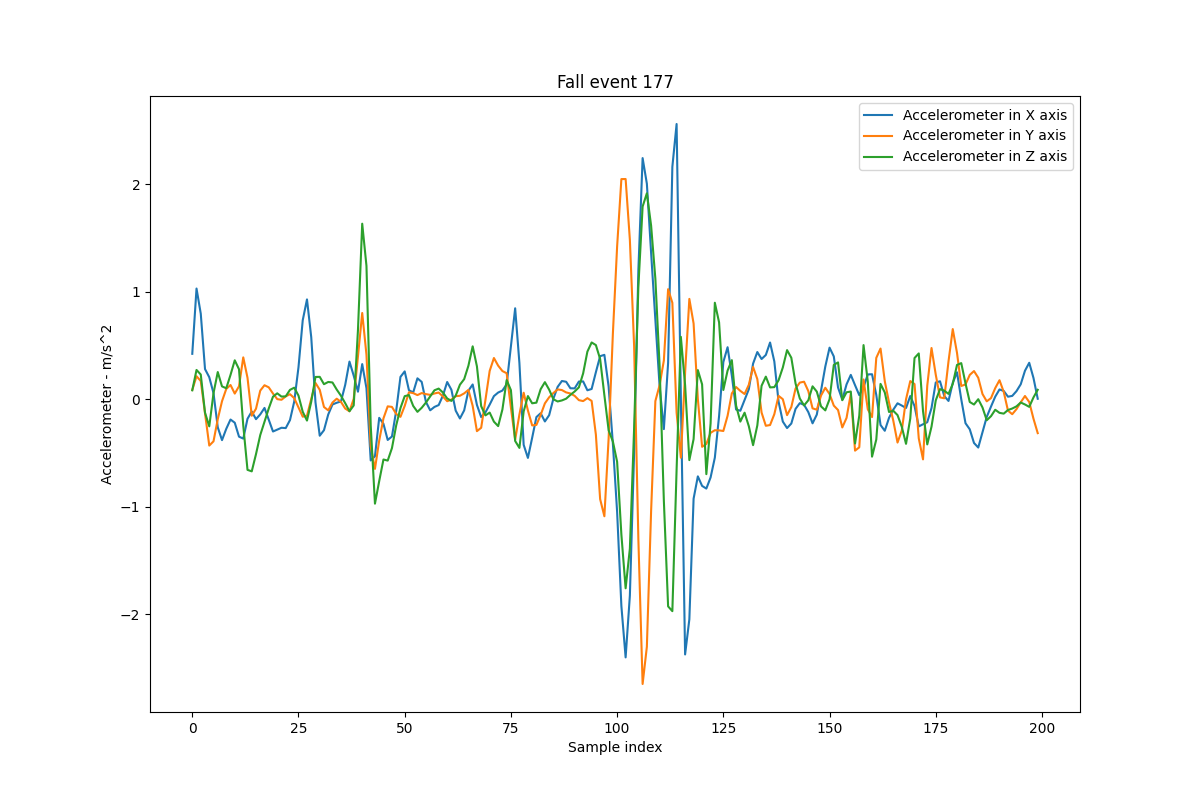 Fall event 177
Accelerometer in X axis
Accelerometer in Y axis
Accelerometer in Z axis
Accelerometer - m/s^2
2
1
0
−1
−2
0 25 50 75 100 125 150 175 200
Sample index